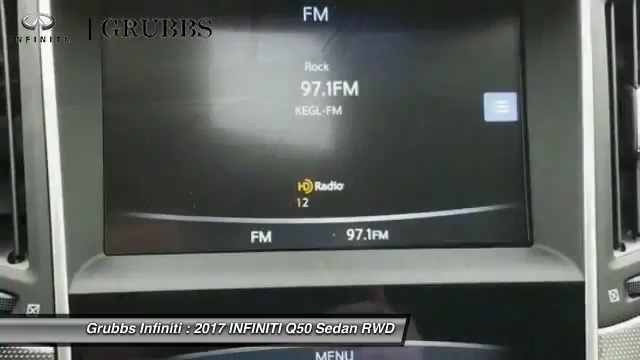 INFINITI | GRUBBS
FM
Rock
97.1FM
KEGL-FM
HD Radio
12
FM 97.1FM
Grubbs Infiniti : 2017 INFINITI Q50 Sedan RWD
MENU